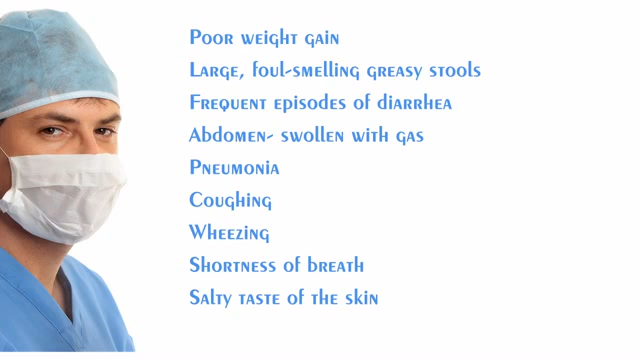 Poor weight gain
Large, foul-smelling greasy stools
Frequent episodes of diarrhea
Abdomen- swollen with gas
Pneumonia
Coughing
Wheezing
Shortness of breath
Salty taste of the skin